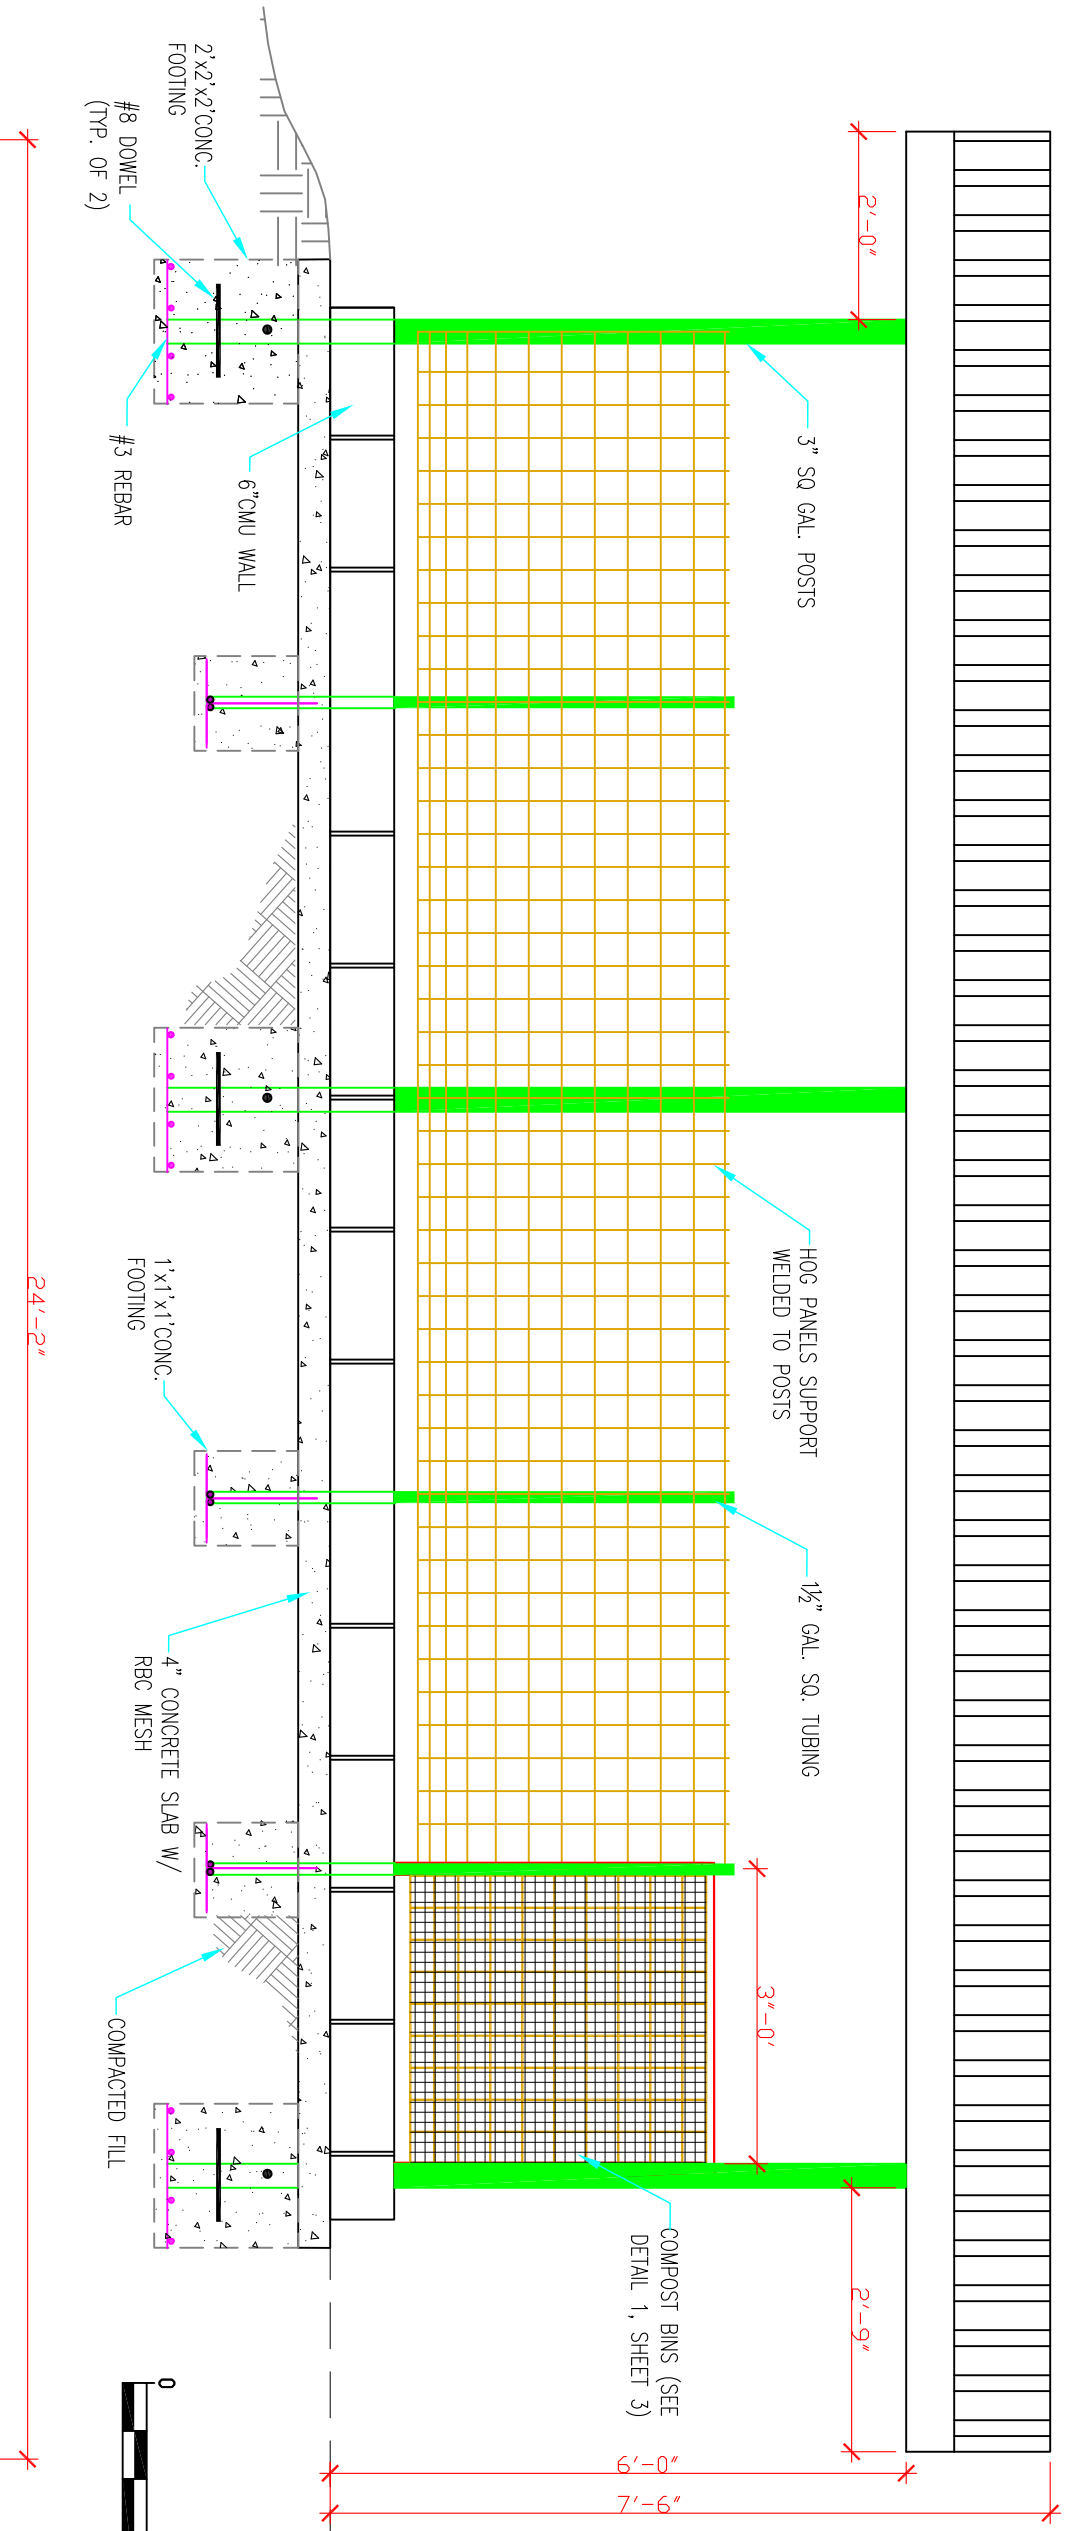 2'-0"
2'-9"
3" SQ GAL. POSTS
HOG PANELS SUPPORT
WELDED TO POSTS
1½" GAL. SQ. TUBING
3"-0'
COMPOST BINS (SEE
DETAIL 1, SHEET 3)
6'-0"
7'-6"
2'x2'x2'CONC.
FOOTING
#8 DOWEL
(TYP. OF 2)
#3 REBAR
6"CMU WALL
1'x1'x1'CONC.
FOOTING
4" CONCRETE SLAB W/
RBC MESH
COMPACTED FILL
0
24'-2"